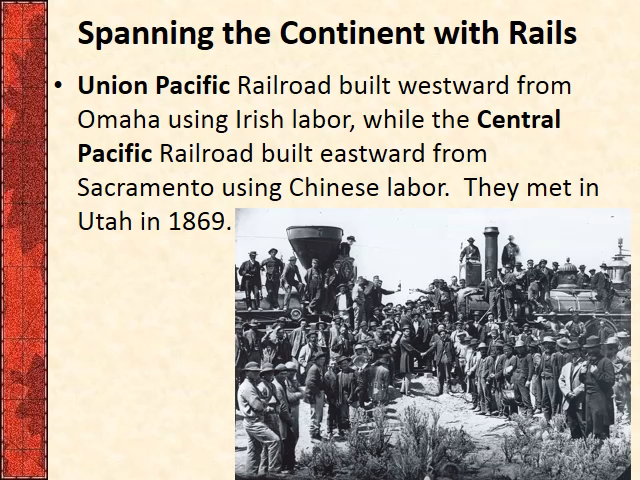 Spanning the Continent with Rails
• Union Pacific Railroad built westward from
Omaha using Irish labor, while the Central
Pacific Railroad built eastward from
Sacramento using Chinese labor.  They met in
Utah in 1869.